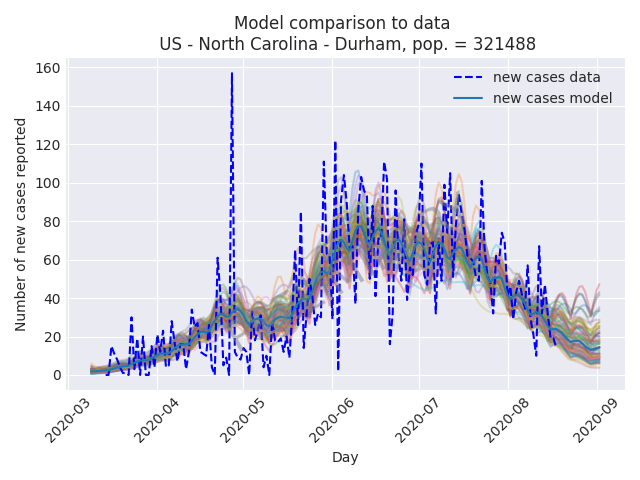 Model comparison to data
US - North Carolina - Durham, pop. = 321488
new cases data
new cases model
Number of new cases reported
160
140
120
100
80
60
40
20
0
2020-03
2020-04
2020-05
2020-06
2020-07
2020-08
2020-09
Day